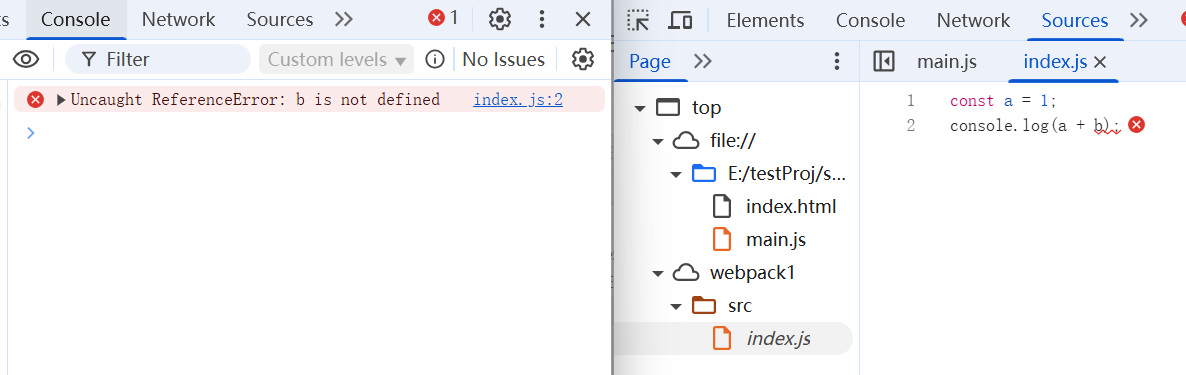 s Console Network Sources 1
Filter Custom levels No Issues
Uncaught ReferenceError: b is not defined index.js:2
Elements Console Network Sources
Page
main.js index.js
top
file://
E:/testProj/s...
index.html
main.js
webpack1
src
index.js
1 const a = 1;
2 console.log(a + b);